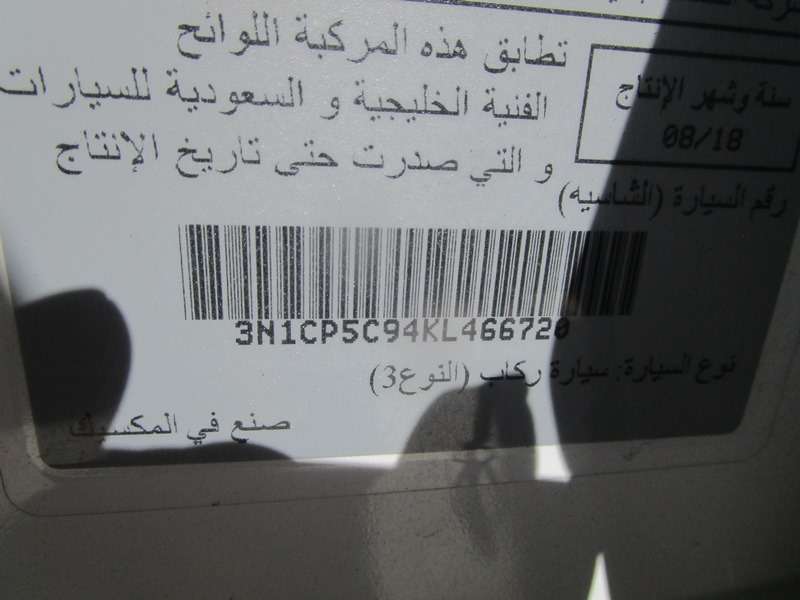 تطابق هذه المركبة اللوائح
الفنية الخليجية و السعودية للسيارات
و التي صدرت حتى تاريخ الإنتاج
سنة وشهر الإنتاج
08/18
رقم السيارة (الشاسيه)
3N1CP5C94KL466720
نوع السيارة: سيارة ركاب (النوع3)
صنع في المكسيك